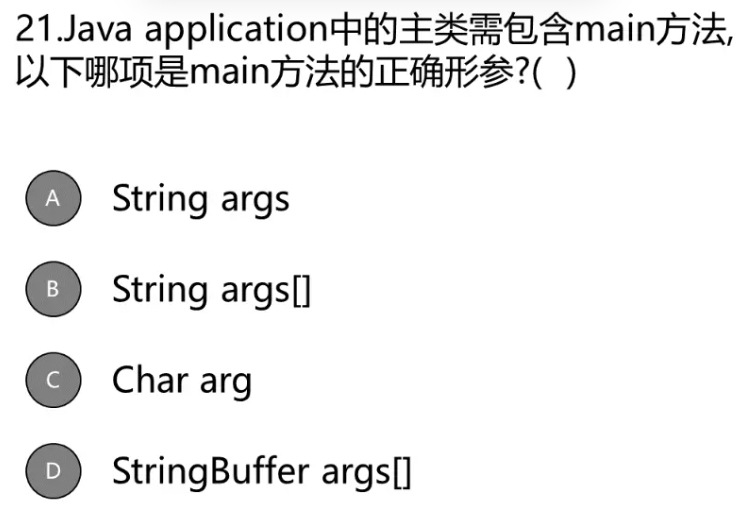 21.Java application中的主类需包含main方法,
以下哪项是main方法的正确形参?(  )
A String args
B String args[]
C Char arg
D StringBuffer args[]